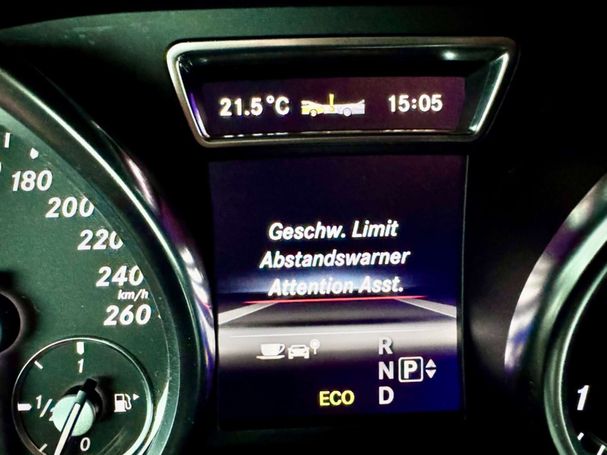 21.5°C 15:05
180
200
220
240
km/h
260
Geschw. Limit
Abstandswarner
Attention Asst.
R
N P
ECO D
1
1/2
0
1